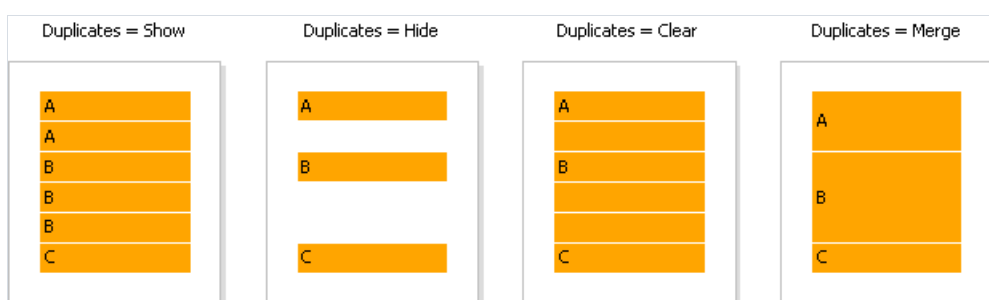 Duplicates = Show
A
A
B
B
B
C
Duplicates = Hide
A
B
C
Duplicates = Clear
A
B
C
Duplicates = Merge
A
B
C